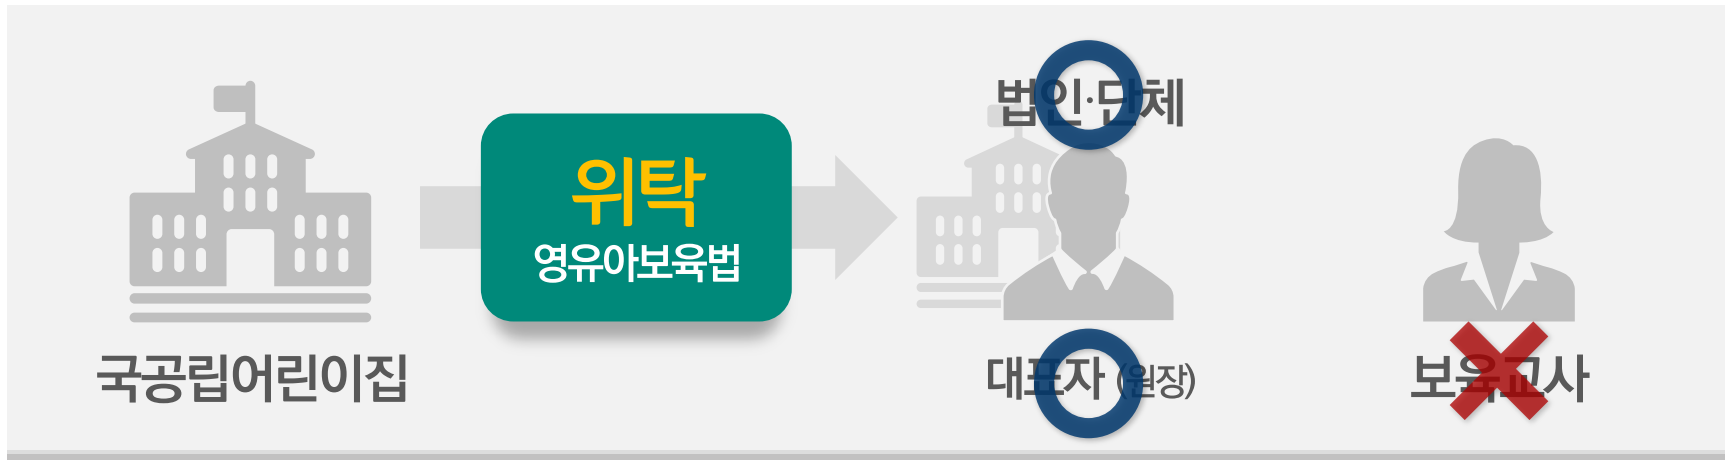 법인·단체
위탁
영유아보육법
국공립어린이집
대표자 (원장)
보육교사